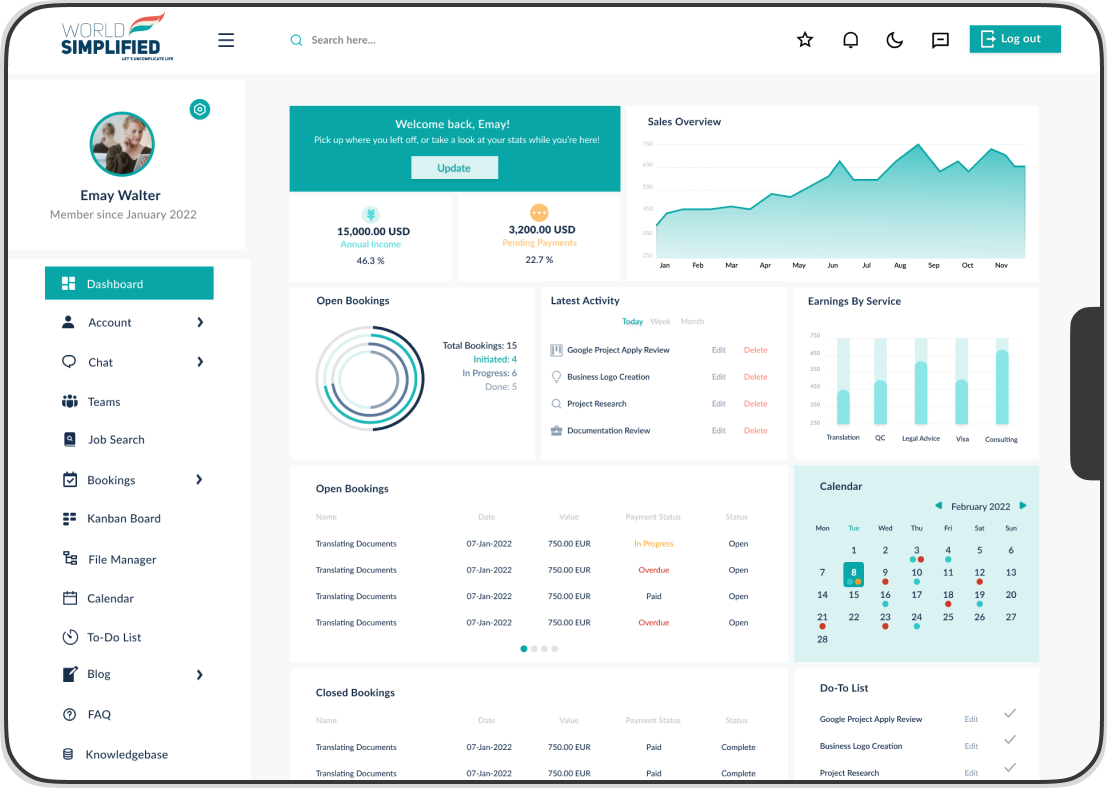 WORLD
SIMPLIFIED
LET'S UNCOMPLICATE LIFE
Search here...
Log out
Emay Walter
Member since January 2022
Dashboard
Account
Chat
Teams
Job Search
Bookings
Kanban Board
File Manager
Calendar
To-Do List
Blog
FAQ
Knowledgebase
Welcome back, Emay!
Pick up where you left off, or take a look at your stats while you're here!
Update
15,000.00 USD
Annual Income
46.3 %
3,200.00 USD
Pending Payments
22.7 %
Sales Overview
750
650
550
450
350
250
Jan Feb Mar Apr May Jun Jul Aug Sep Oct Nov
Open Bookings
Total Bookings: 15
Initiated: 4
In Progress: 6
Done: 5
Latest Activity
Today Week Month
Google Project Apply Review Edit Delete
Business Logo Creation Edit Delete
Project Research Edit Delete
Documentation Review Edit Delete
Earnings By Service
750
630
550
450
350
250
Translation QC Legal Advice Visa Consulting
Open Bookings
Name Date Value Payment Status Status
Translating Documents 07-Jan-2022 750.00 EUR In Progress Open
Translating Documents 07-Jan-2022 750.00 EUR Overdue Open
Translating Documents 07-Jan-2022 750.00 EUR Paid Open
Translating Documents 07-Jan-2022 750.00 EUR Overdue Open
Calendar
February 2022
Mon Tue Wed Thu Fri Sat Sun
1 2 3 4 5 6
7 8 9 10 11 12 13
14 15 16 17 18 19 20
21 22 23 24 25 26 27
28
Closed Bookings
Name Date Value Payment Status Status
Translating Documents 07-Jan-2022 750.00 EUR Paid Complete
Translating Documents 07-Jan-2022 750.00 EUR Paid Complete
Do-To List
Google Project Apply Review Edit
Business Logo Creation Edit
Project Research Edit